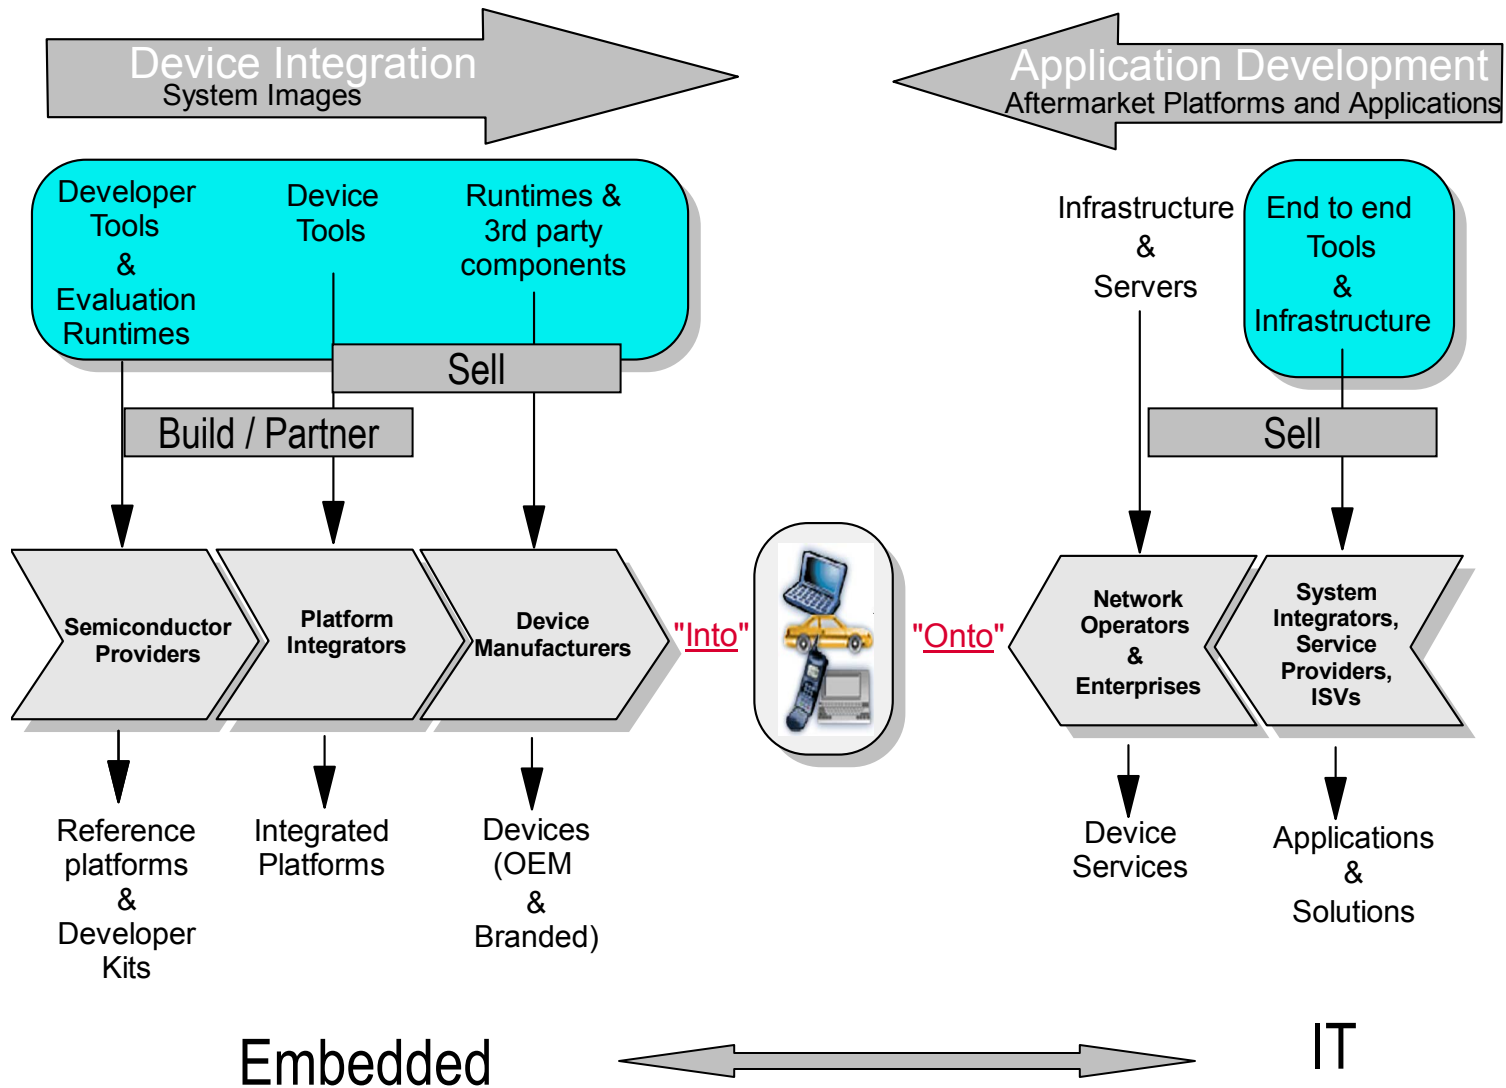 Device Integration
System Images
Application Development
Aftermarket Platforms and Applications
Developer
Tools
&
Evaluation
Runtimes
Device
Tools
Runtimes &
3rd party
components
Infrastructure
&
Servers
End to end
Tools
&
Infrastructure
Sell
Build / Partner
Sell
Semiconductor
Providers
Platform
Integrators
Device
Manufacturers
"Into"
"Onto"
Network
Operators
&
Enterprises
System
Integrators,
Service
Providers,
ISVs
Reference
platforms
&
Developer
Kits
Integrated
Platforms
Devices
(OEM
&
Branded)
Device
Services
Applications
&
Solutions
Embedded
IT